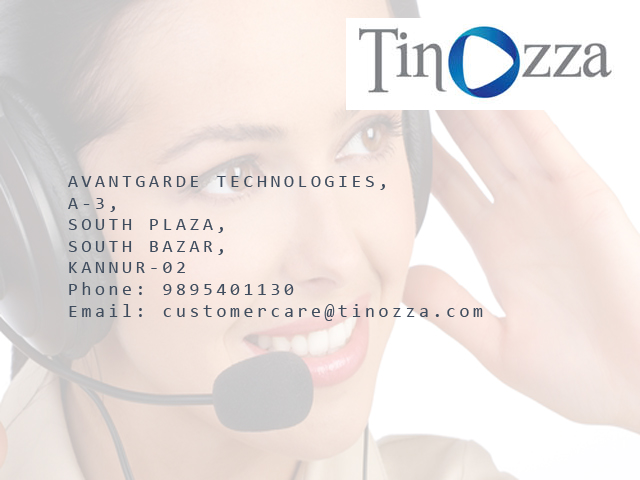 TinOzza
AVANTGARDE TECHNOLOGIES,
A-3,
SOUTH PLAZA,
SOUTH BAZAR,
KANNUR-02
Phone: 9895401130
Email: customercare@tinozza.com